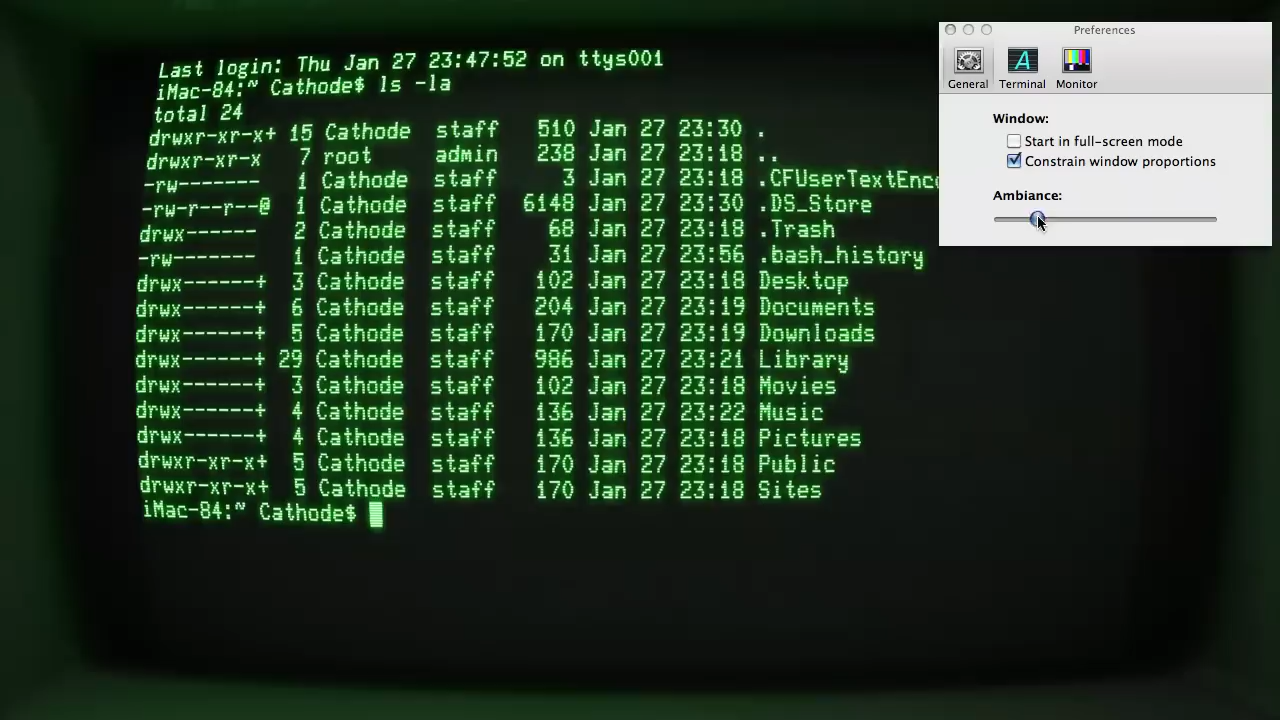 Last login: Thu Jan 27 23:47:52 on ttys001
iMac-84:~ Cathode$ ls -la
total 24
drwxr-xr-x+ 15 Cathode staff 510 Jan 27 23:30 .
drwxr-xr-x 7 root admin 238 Jan 27 23:18 ..
-rw------- 1 Cathode staff 3 Jan 27 23:18 .CFUserTextEnco
-rw-r--r--@ 1 Cathode staff 6148 Jan 27 23:30 .DS_Store
drwx------ 2 Cathode staff 68 Jan 27 23:18 .Trash
-rw------- 1 Cathode staff 31 Jan 27 23:56 .bash_history
drwx------+ 3 Cathode staff 102 Jan 27 23:18 Desktop
drwx------+ 6 Cathode staff 204 Jan 27 23:19 Documents
drwx------+ 5 Cathode staff 170 Jan 27 23:19 Downloads
drwx------+ 29 Cathode staff 986 Jan 27 23:21 Library
drwx------+ 3 Cathode staff 102 Jan 27 23:18 Movies
drwx------+ 4 Cathode staff 136 Jan 27 23:22 Music
drwx------+ 4 Cathode staff 136 Jan 27 23:18 Pictures
drwxr-xr-x+ 5 Cathode staff 170 Jan 27 23:18 Public
drwxr-xr-x+ 5 Cathode staff 170 Jan 27 23:18 Sites
iMac-84:~ Cathode$
Preferences
A
General Terminal Monitor
Window:
Start in full-screen mode
Constrain window proportions
Ambiance: